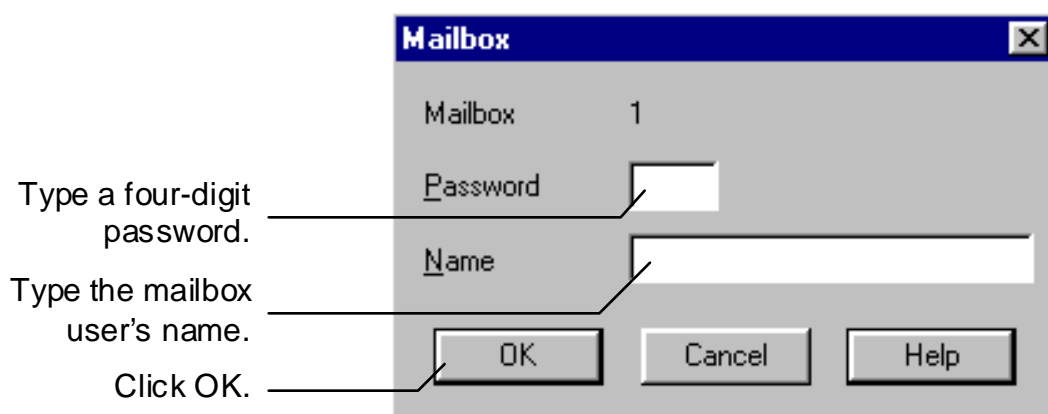 Mailbox
Mailbox 1
Type a four-digit
password.
Password
Type the mailbox
user's name.
Name
Click OK.
OK Cancel Help